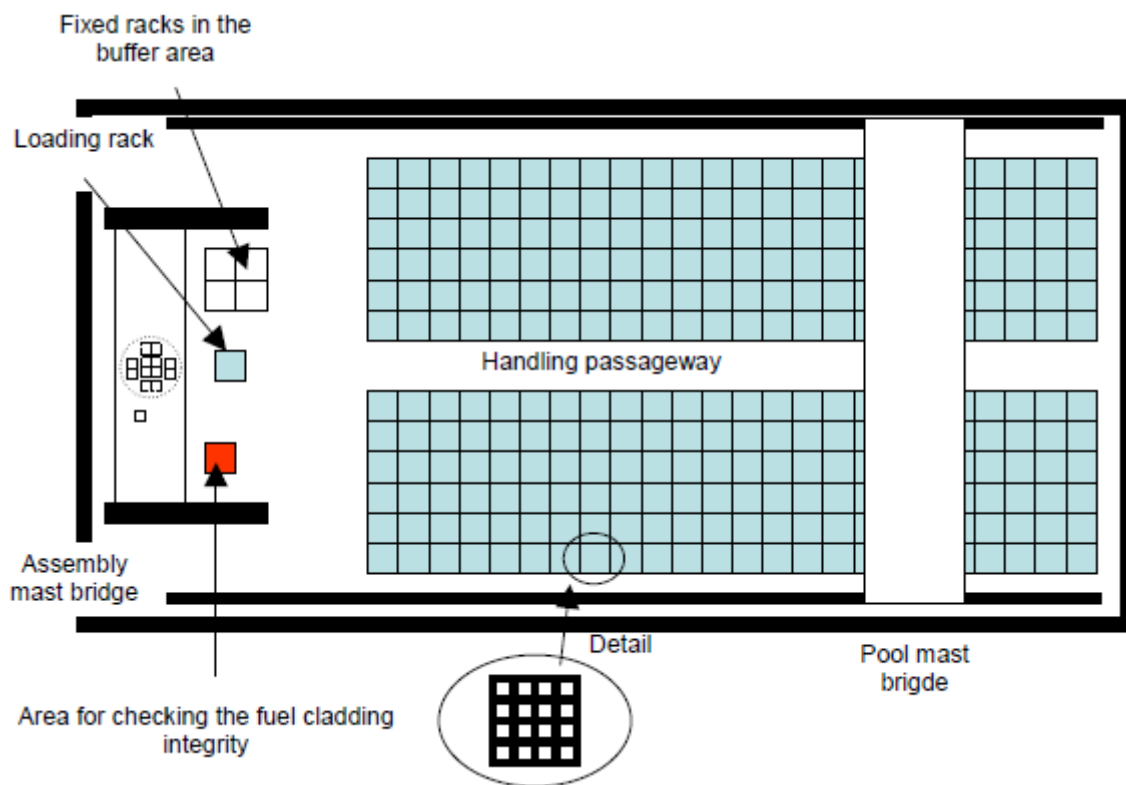 Fixed racks in the
buffer area
Loading rack
Handling passageway
Assembly
mast bridge
Detail
Pool mast
brigde
Area for checking the fuel cladding
integrity